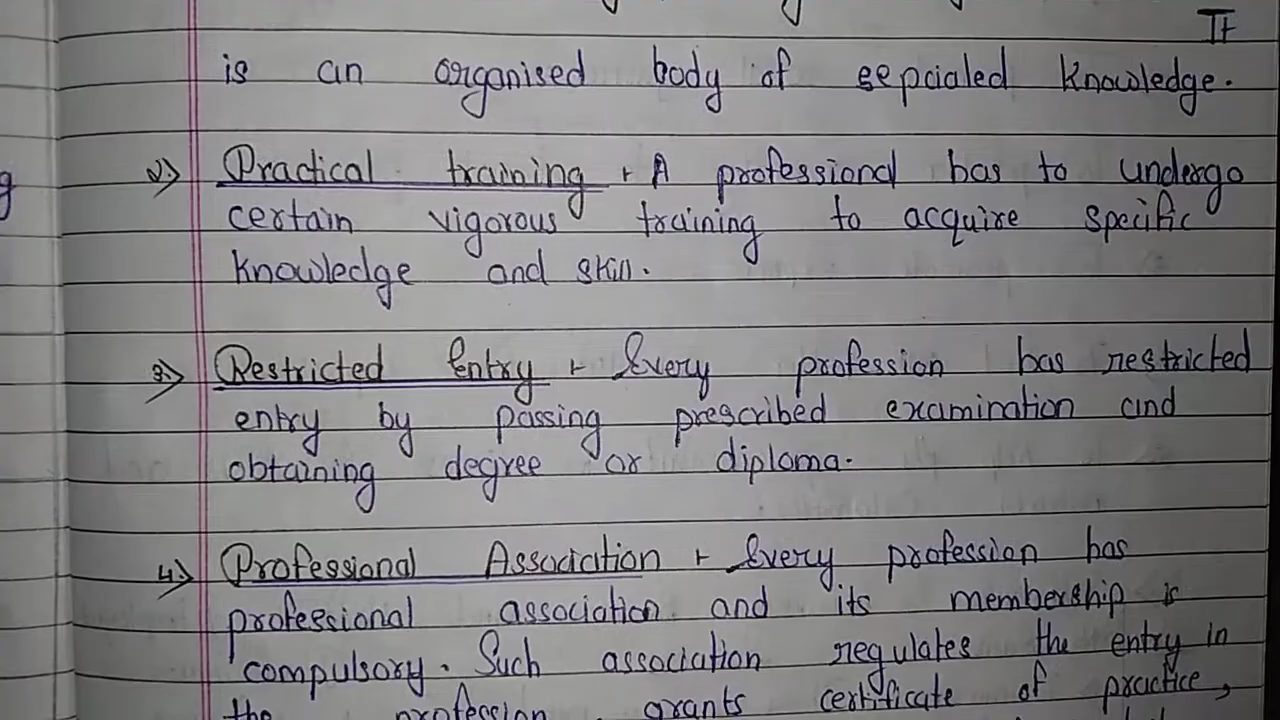 It
is an organised body of sepcialed knowledge.
2) Practical training :- A professional has to undergo
certain vigorous training to acquire specific
knowledge and skill.
3) Restricted Entry :- Every profession has restricted
entry by passing prescribed examination and
obtaining degree or diploma.
4) Professional Association :- Every profession has
professional association and its membership is
compulsory. Such association regulates the entry in
the profession, grants certificate of practice,